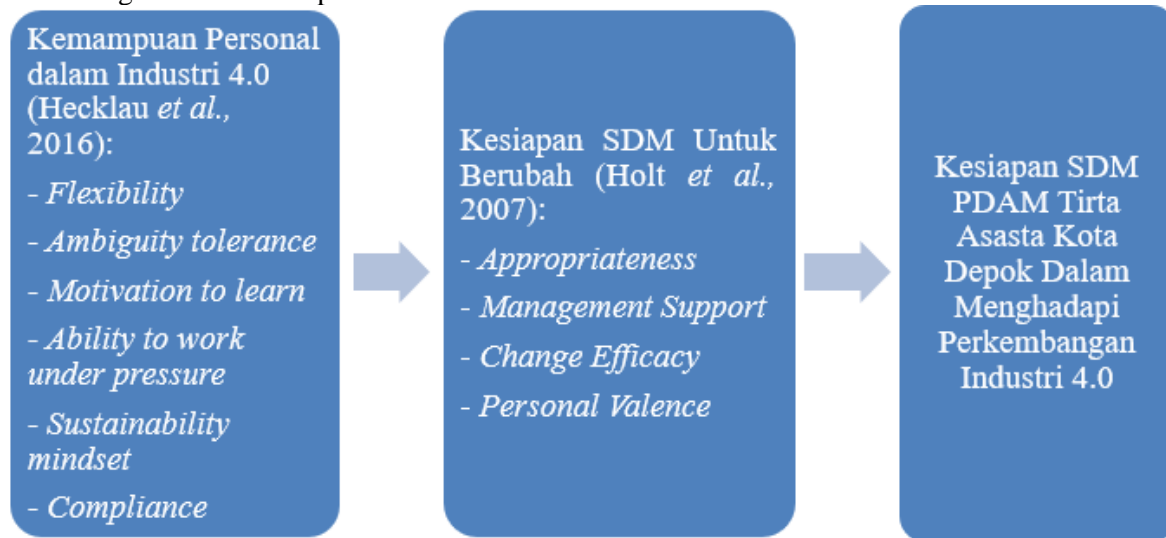 Kemampuan Personal
dalam Industri 4.0
(Hecklau et al.,
2016):
- Flexibility
- Ambiguity tolerance
- Motivation to learn
- Ability to work
under pressure
- Sustainability
mindset
- Compliance
Kesiapan SDM Untuk
Berubah (Holt et al.,
2007):
- Appropriateness
- Management Support
- Change Efficacy
- Personal Valence
Kesiapan SDM
PDAM Tirta
Asasta Kota
Depok Dalam
Menghadapi
Perkembangan
Industri 4.0